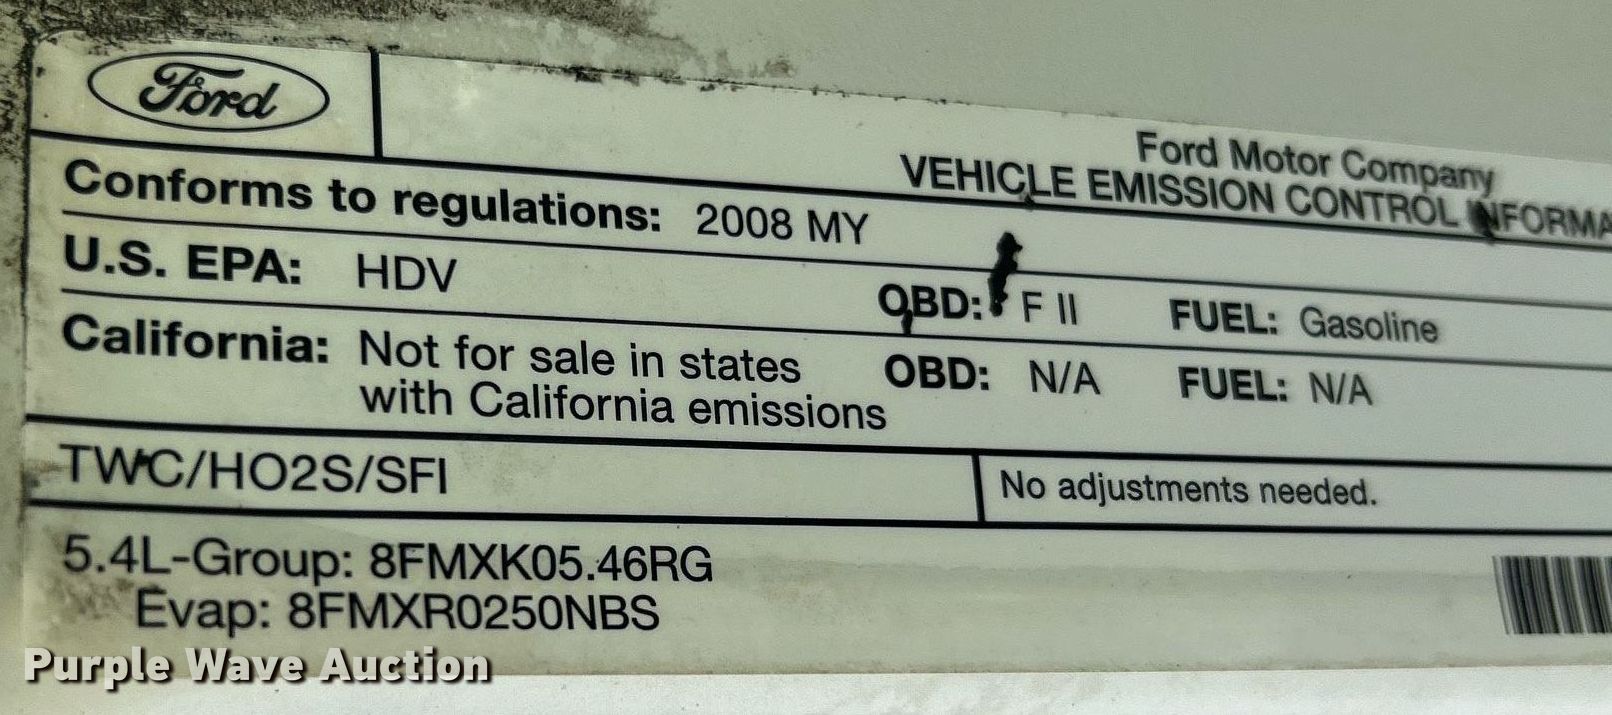 Ford
Ford Motor Company
VEHICLE EMISSION CONTROL INFORMA
Conforms to regulations: 2008 MY
U.S. EPA: HDV OBD: F II FUEL: Gasoline
California: Not for sale in states OBD: N/A FUEL: N/A
with California emissions
TWC/HO2S/SFI No adjustments needed.
5.4L-Group: 8FMXK05.46RG
Evap: 8FMXR0250NBS
Purple Wave Auction